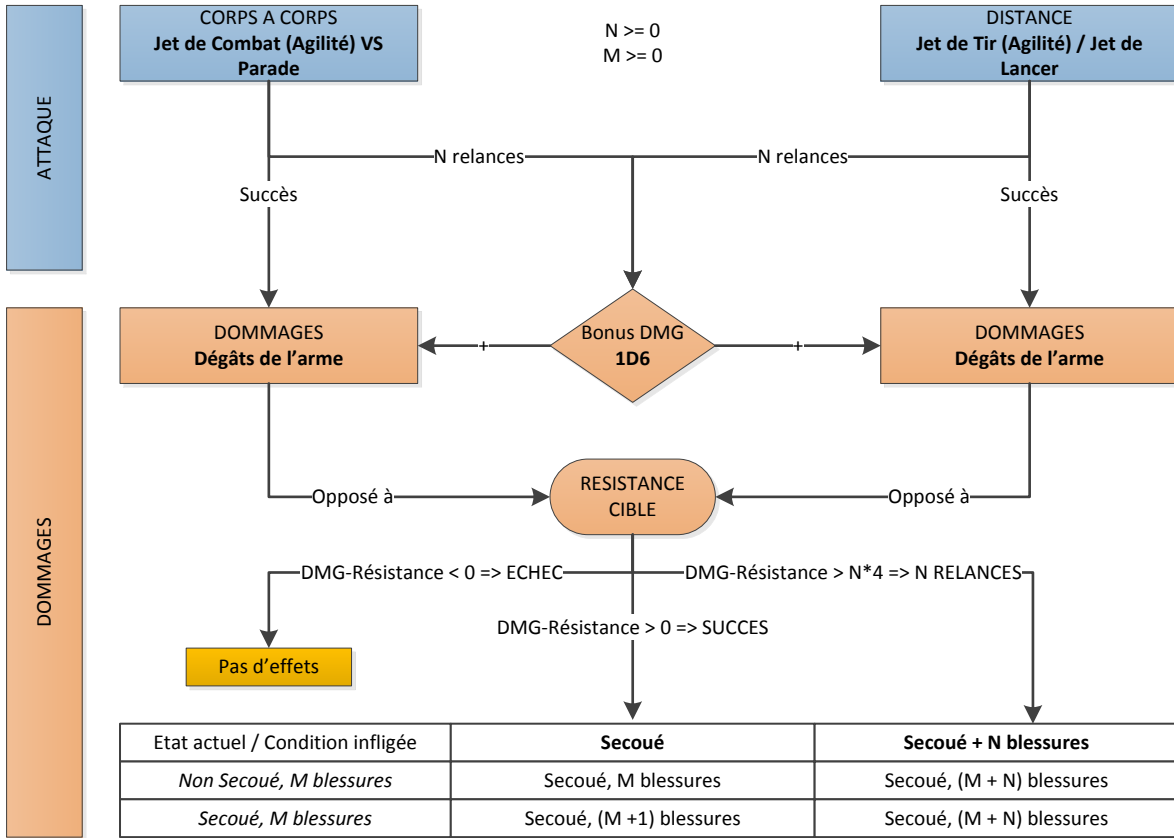 ATTAQUE
CORPS A CORPS
Jet de Combat (Agilité) VS
Parade
N >= 0
M >= 0
DISTANCE
Jet de Tir (Agilité) / Jet de
Lancer
N relances
N relances
Succès
Succès
DOMMAGES
DOMMAGES
Dégâts de l’arme
+
Bonus DMG
1D6
+
DOMMAGES
Dégâts de l’arme
Opposé à
RESISTANCE
CIBLE
Opposé à
DMG-Résistance < 0 => ECHEC
DMG-Résistance > N*4 => N RELANCES
DMG-Résistance > 0 => SUCCES
Pas d’effets
Etat actuel / Condition infligée
Secoué
Secoué + N blessures
Non Secoué, M blessures
Secoué, M blessures
Secoué, (M + N) blessures
Secoué, M blessures
Secoué, (M +1) blessures
Secoué, (M + N) blessures